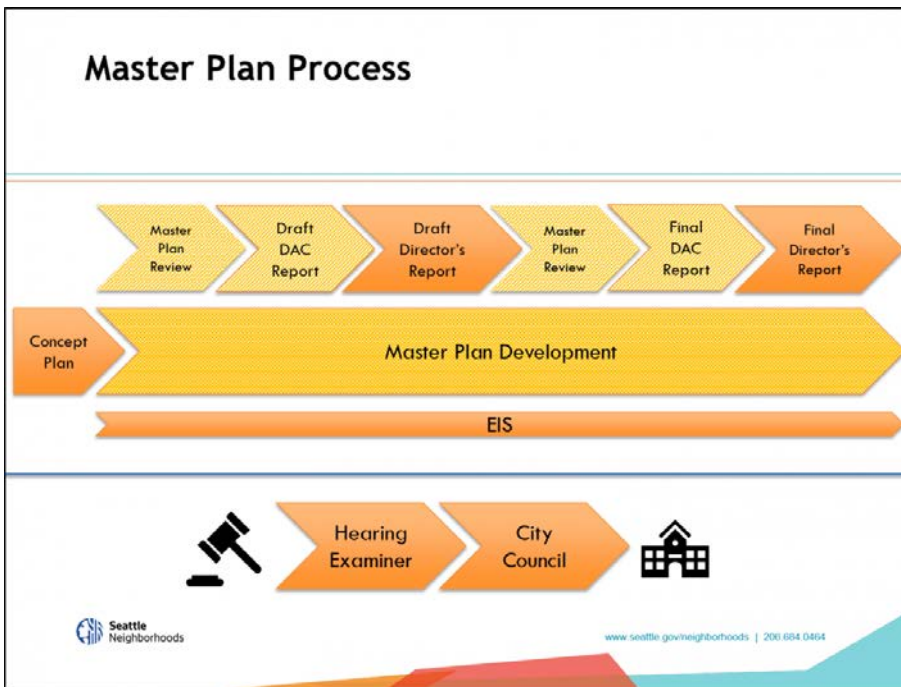 Master Plan Process
Master
Plan
Review
Draft
DAC
Report
Draft
Director's
Report
Master
Plan
Review
Final
DAC
Report
Final
Director's
Report
Concept
Plan
Master Plan Development
EIS
Hearing
Examiner
City
Council
Seattle
Neighborhoods
www.seattle.gov/neighborhoods | 206.684.0464